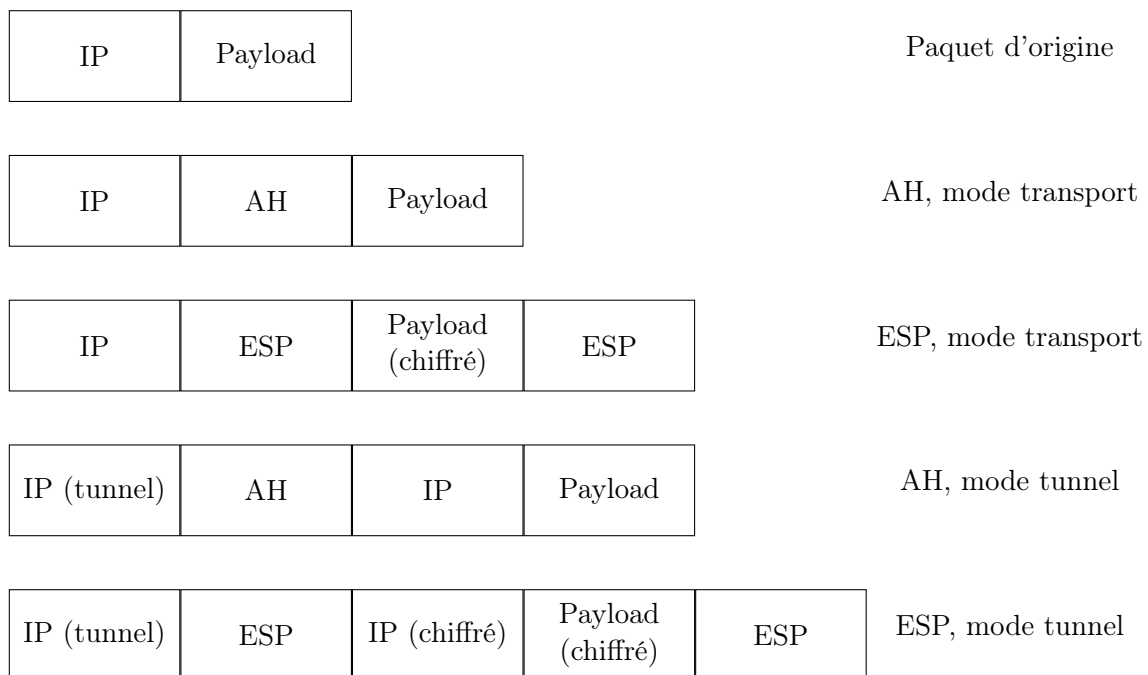 IP Payload Paquet d'origine
IP AH Payload AH, mode transport
IP ESP Payload (chiffré) ESP ESP, mode transport
IP (tunnel) AH IP Payload AH, mode tunnel
IP (tunnel) ESP IP (chiffré) Payload (chiffré) ESP ESP, mode tunnel